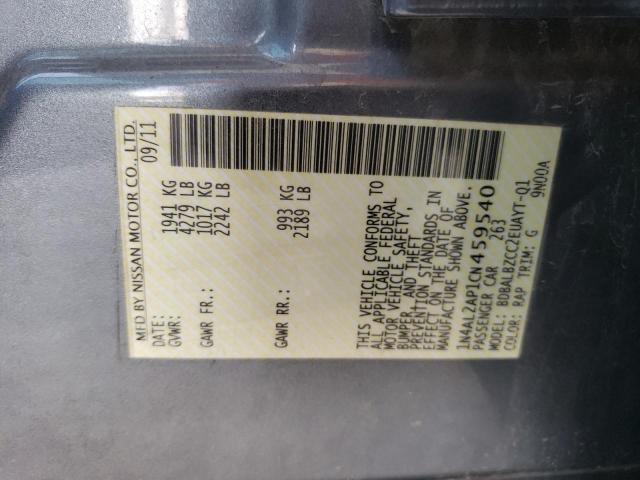 MFD BY NISSAN MOTOR CO., LTD.
DATE: 09/11
GVWR: 1941 KG
4279 LB
GAWR FR: 1017 KG
2242 LB
GAWR RR: 993 KG
2189 LB
THIS VEHICLE CONFORMS TO
ALL APPLICABLE FEDERAL
MOTOR VEHICLE SAFETY,
BUMPER, AND THEFT
PREVENTION STANDARDS IN
EFFECT ON THE DATE OF
MANUFACTURE SHOWN ABOVE.
1N4AL2AP1CN459540
PASSENGER CAR 263
MODEL: BDBALBZCC2EUAYT-Q1
COLOR: RAP TRIM: G 9N00A